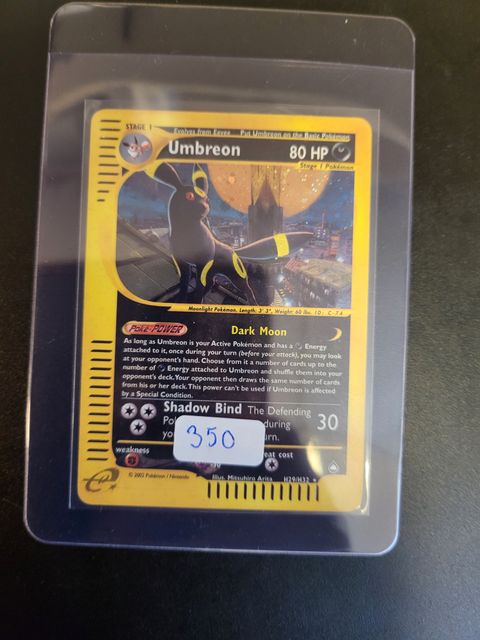 STAGE 1
Evolves from Eevee Put Umbreon on the Basic Pokémon
Umbreon 80 HP
Stage 1 Pokémon
Moonlight Pokémon. Length: 3' 3", Weight: 60 lbs. ID: C-74
Poké-POWER Dark Moon
As long as Umbreon is your Active Pokémon and has a Energy
attached to it, once during your turn (before your attack), you may look
at your opponent's hand. Choose from it a number of cards up to the
number of Energy attached to Umbreon and shuffle them into your
opponent's deck. Your opponent then draws the same number of cards
from his or her deck. This power can't be used if Umbreon is affected
by a Special Condition.
Shadow Bind The Defending
during 30
350
weakness
-30
© 2002 Pokémon / Nintendo
Illus. Mitsuhiro Arita H29/H32